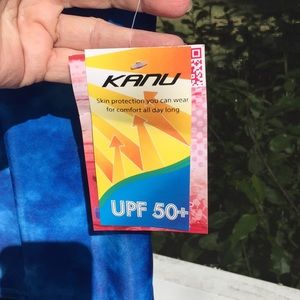 KANU
Skin protection you can wear
for comfort all day long
UPF 50+